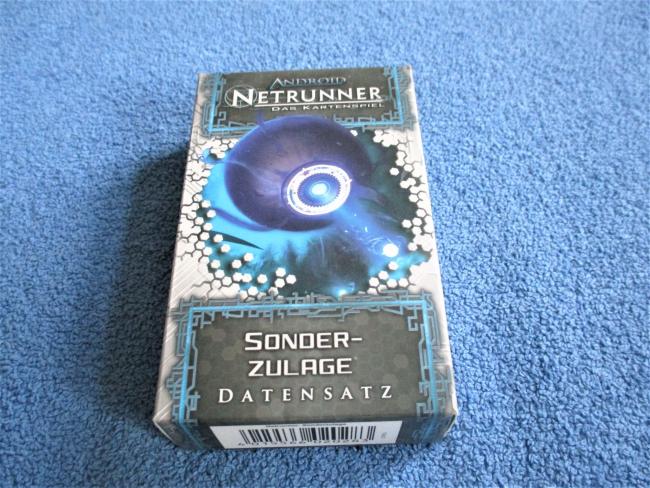 ANDROID
NETRUNNER
DAS KARTENSPIEL
SONDER-
ZULAGE
DATENSATZ